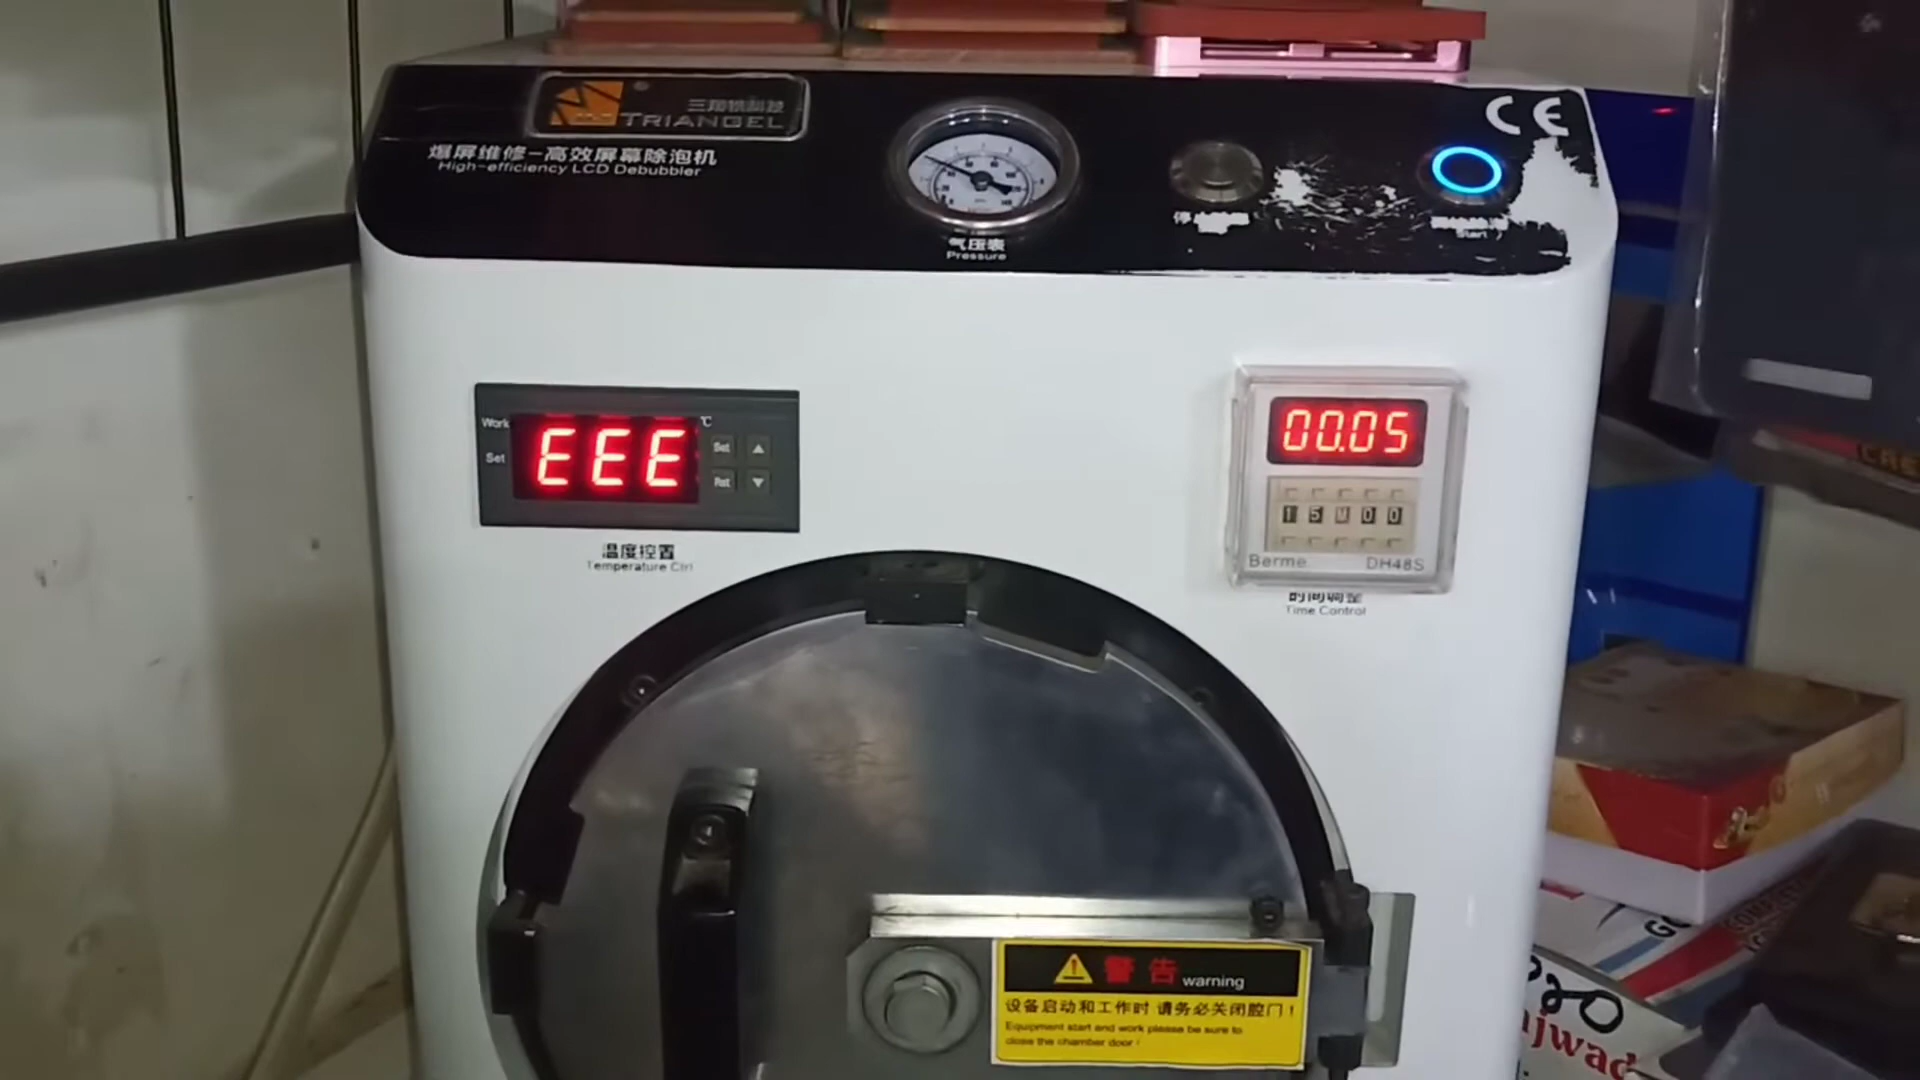 TRIANGEL
爆屏维修-高效屏幕除泡机
High-efficiency LCD Debubbler
气压表
Pressure
CE
Start
Work
Set
EEE
℃
Set
Rst
温度控置
Temperature Ctrl
00.05
15M00
Berme DH48S
时间调整
Time Control
警告 warning
设备启动和工作时 请务必关闭腔门！
Equipment start and work please be sure to
close the chamber door !